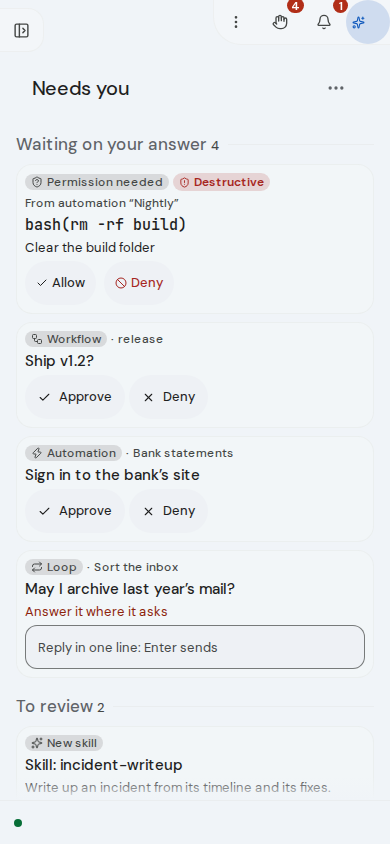 4
1
Needs you
Waiting on your answer 4
Permission needed Destructive
From automation “Nightly”
bash(rm -rf build)
Clear the build folder
Allow Deny
Workflow · release
Ship v1.2?
Approve Deny
Automation · Bank statements
Sign in to the bank’s site
Approve Deny
Loop · Sort the inbox
May I archive last year’s mail?
Answer it where it asks
Reply in one line: Enter sends
To review 2
New skill
Skill: incident-writeup
Write up an incident from its timeline and its fixes.